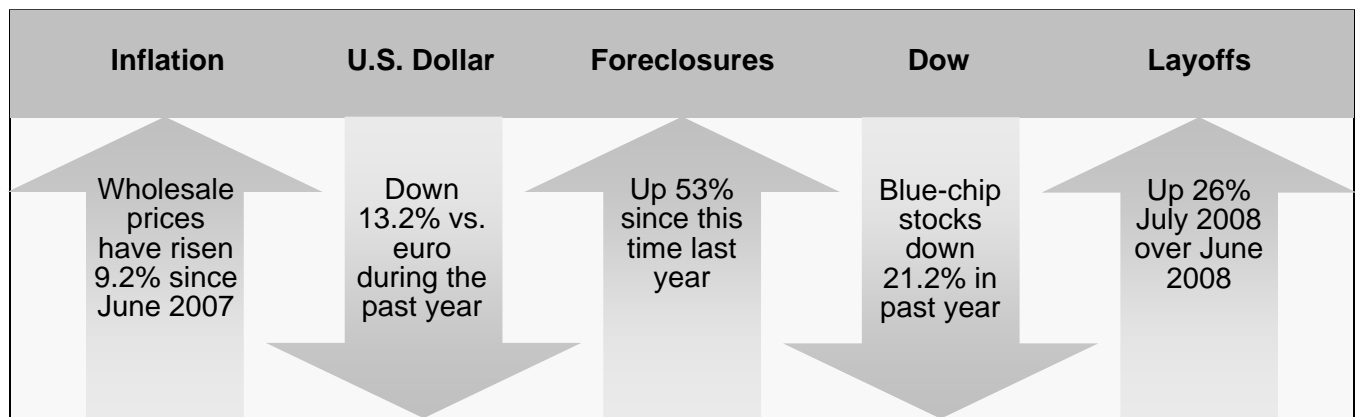 Inflation
U.S. Dollar
Foreclosures
Dow
Layoffs
Wholesale
prices
have risen
9.2% since
June 2007
Down
13.2% vs.
euro
during the
past year
Up 53%
since this
time last
year
Blue-chip
stocks
down
21.2% in
past year
Up 26%
July 2008
over June
2008